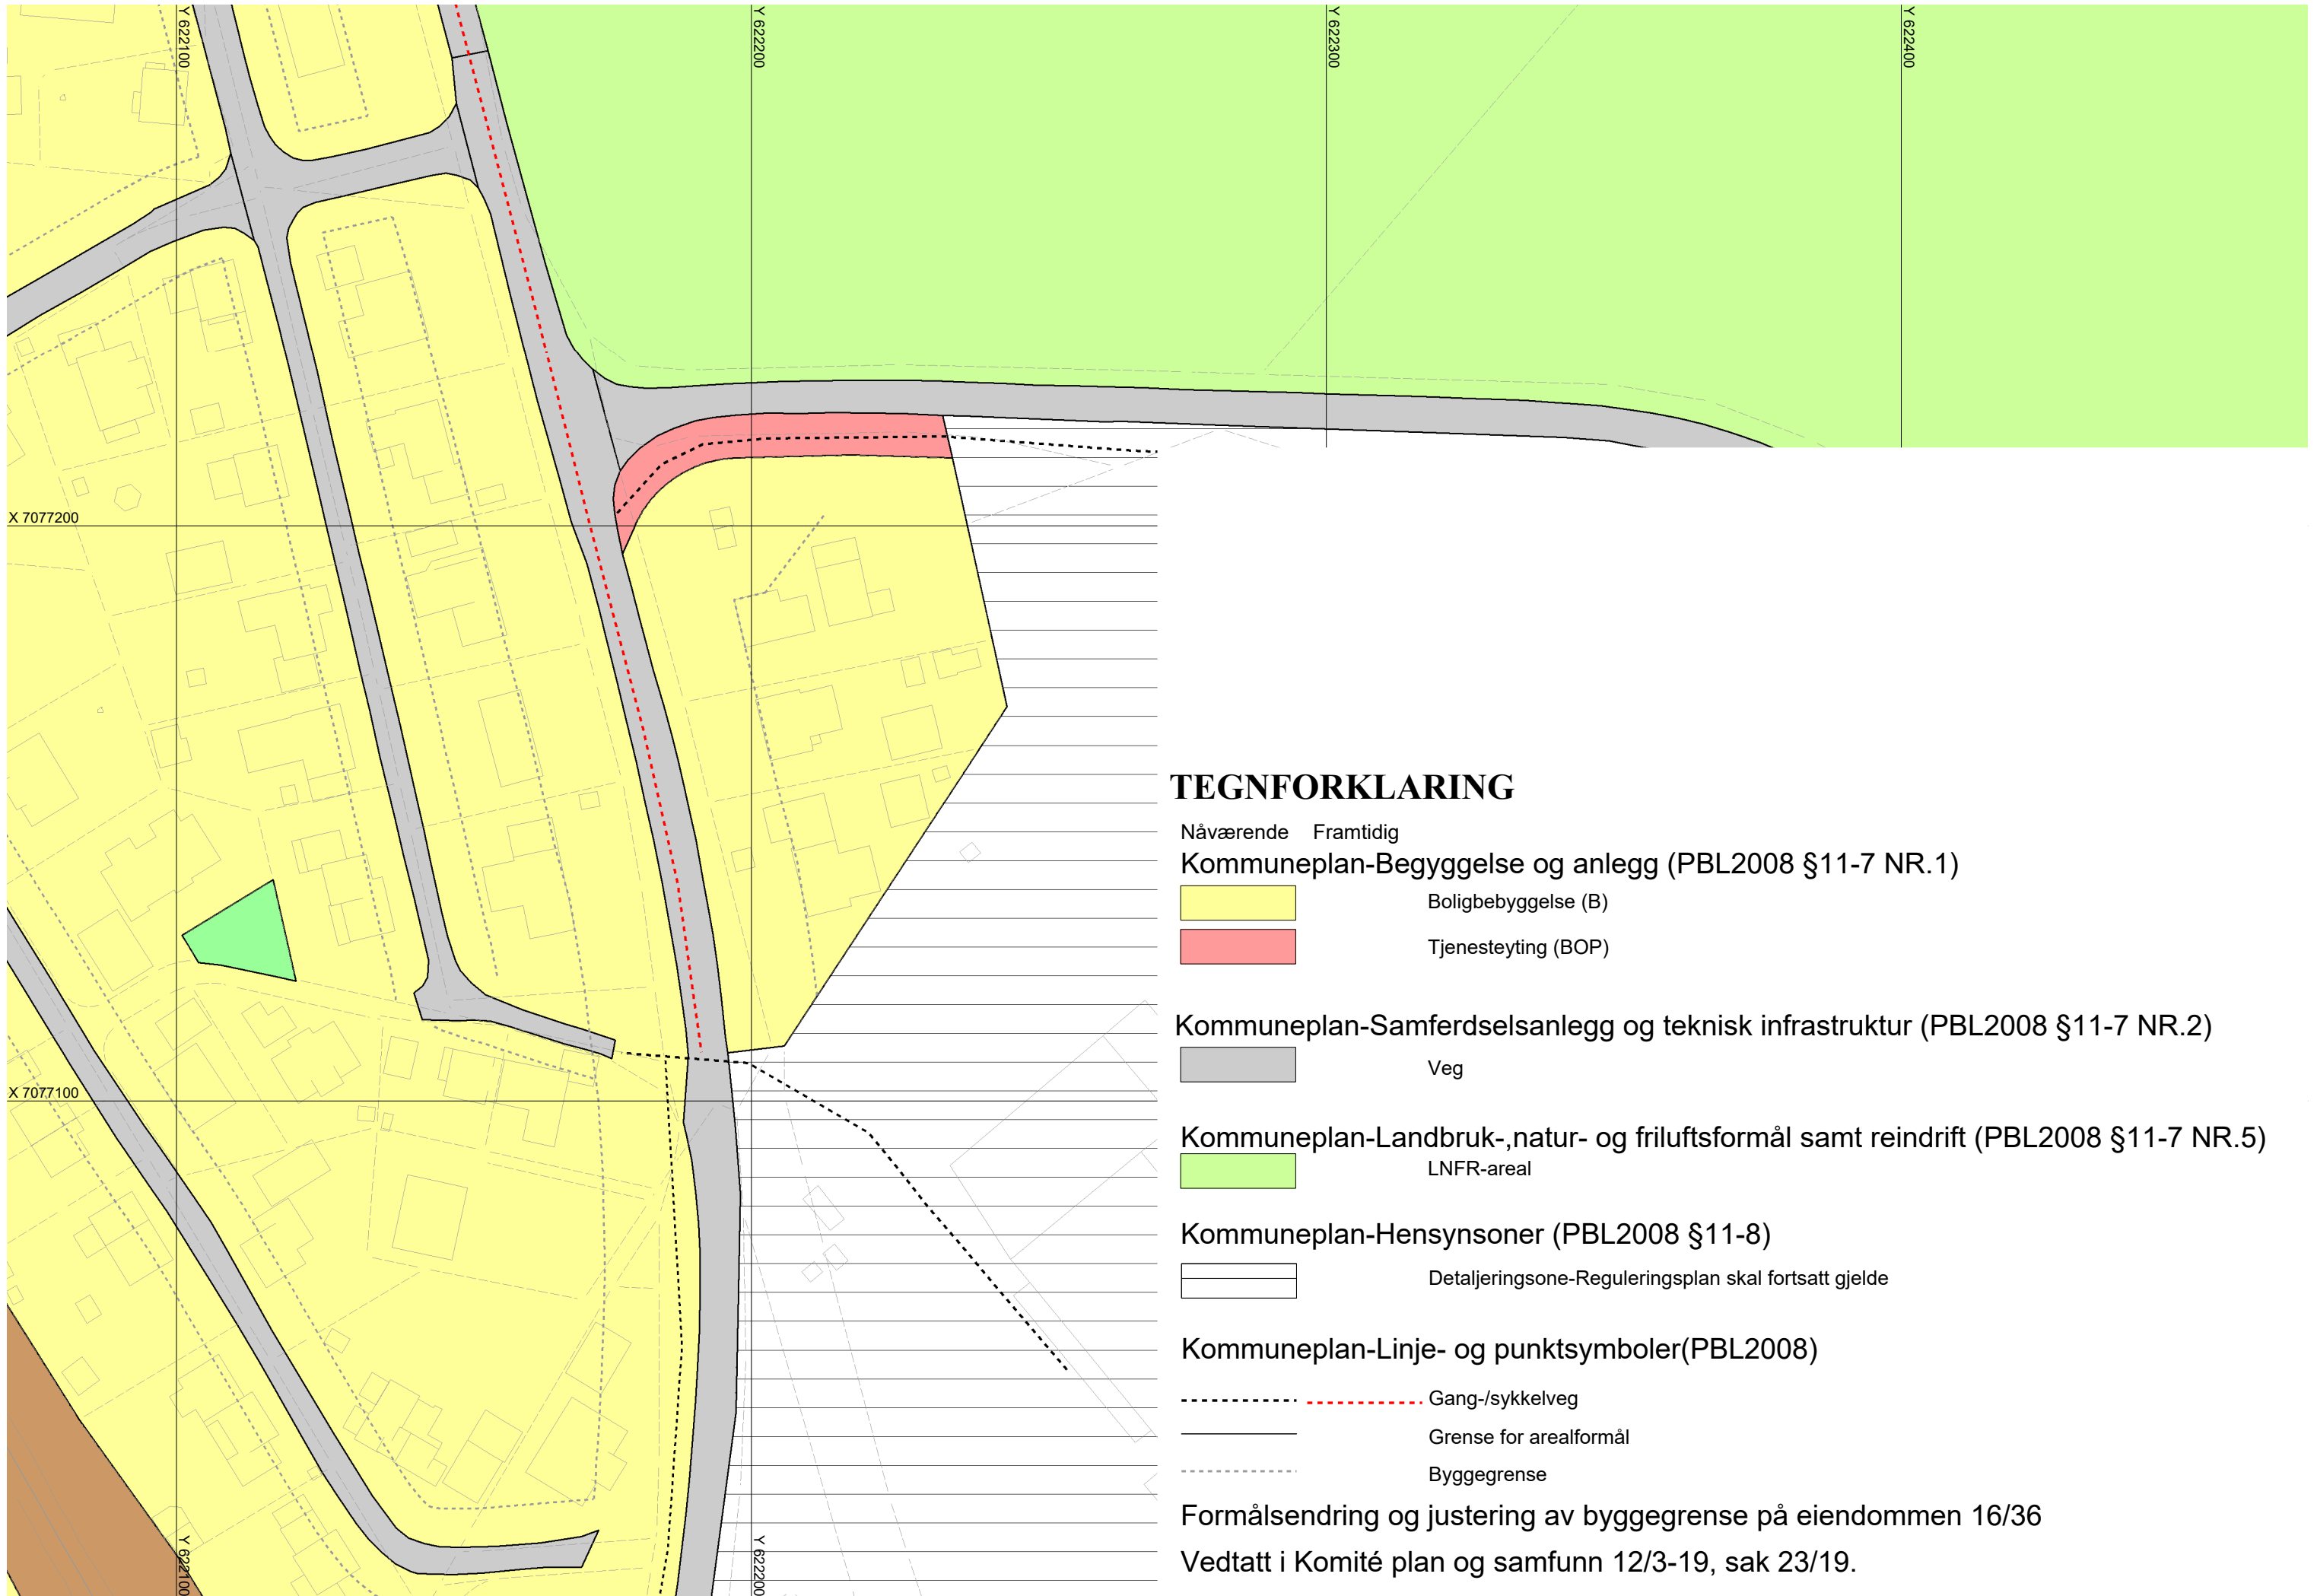 Y 622100
Y 622200
Y 622300
Y 622400
X 7077200
X 7077100
Y 622100
Y 622200
TEGNFORKLARING
Nåværende Framtidig
Kommuneplan-Begyggelse og anlegg (PBL2008 §11-7 NR.1)
Boligbebyggelse (B)
Tjenesteyting (BOP)
Kommuneplan-Samferdselsanlegg og teknisk infrastruktur (PBL2008 §11-7 NR.2)
Veg
Kommuneplan-Landbruk-,natur- og friluftsformål samt reindrift (PBL2008 §11-7 NR.5)
LNFR-areal
Kommuneplan-Hensynsoner (PBL2008 §11-8)
Detaljeringsone-Reguleringsplan skal fortsatt gjelde
Kommuneplan-Linje- og punktsymboler(PBL2008)
Gang-/sykkelveg
Grense for arealformål
Byggegrense
Formålsendring og justering av byggegrense på eiendommen 16/36
Vedtatt i Komité plan og samfunn 12/3-19, sak 23/19.